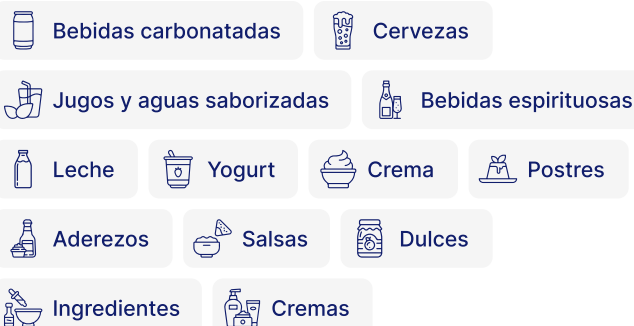 Bebidas carbonatadas Cervezas
Jugos y aguas saborizadas Bebidas espirituosas
Leche Yogurt Crema Postres
Aderezos Salsas Dulces
Ingredientes Cremas